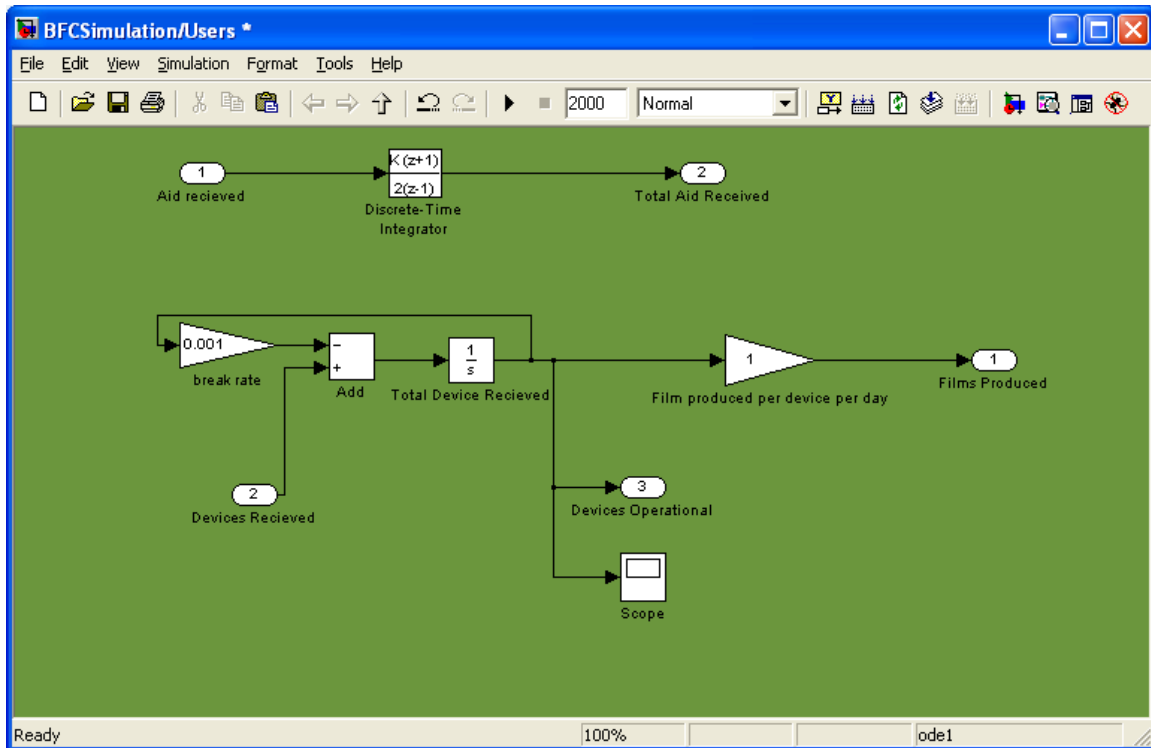 BFCSimulation/Users *
File Edit View Simulation Format Tools Help
2000 Normal
1
Aid recieved
K (z+1)
2(z-1)
Discrete-Time
Integrator
2
Total Aid Received
0.001
break rate
−
+
Add
1
s
Total Device Recieved
1
Film produced per device per day
1
Films Produced
2
Devices Recieved
3
Devices Operational
Scope
Ready 100% ode1